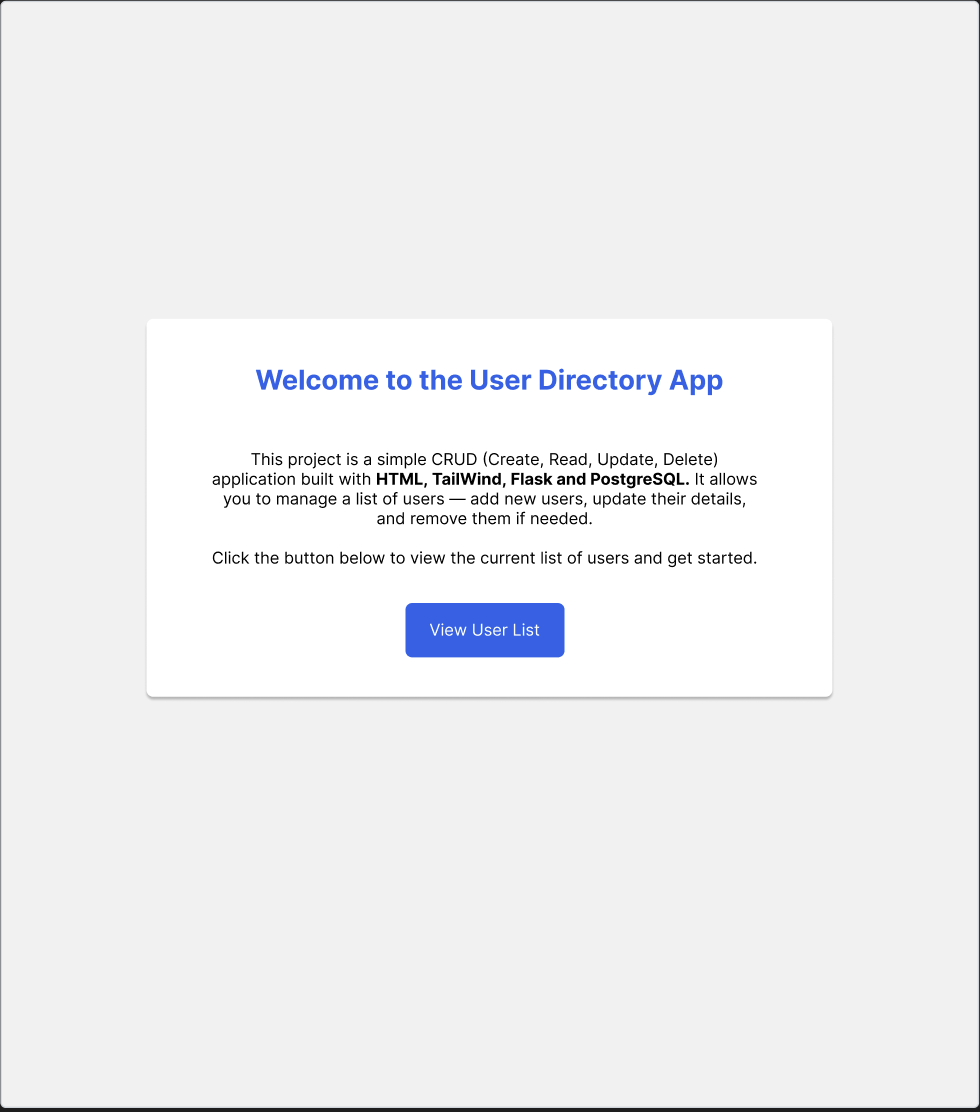 Welcome to the User Directory App
This project is a simple CRUD (Create, Read, Update, Delete)
application built with HTML, TailWind, Flask and PostgreSQL. It allows
you to manage a list of users — add new users, update their details,
and remove them if needed.
Click the button below to view the current list of users and get started.
View User List